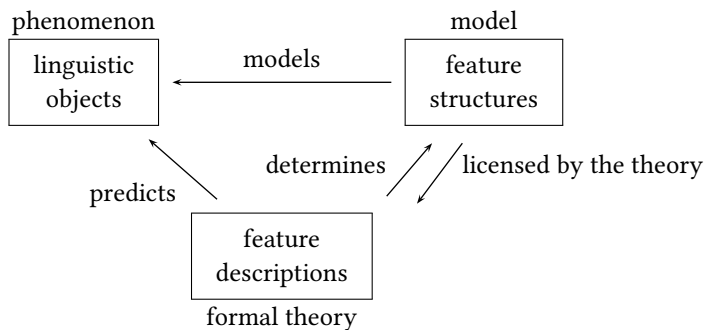 phenomenon
model
linguistic
objects
models
feature
structures
predicts
determines
licensed by the theory
feature
descriptions
formal theory